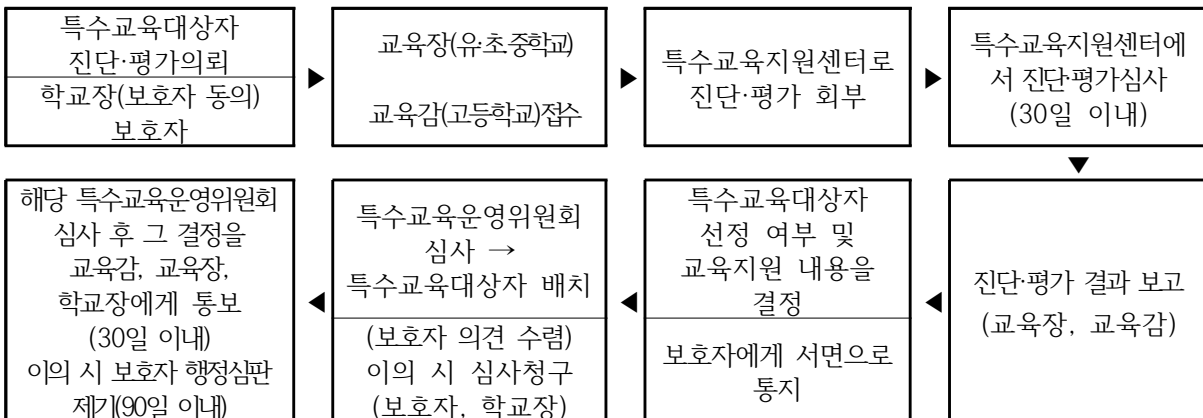 특수교육대상자
진단·평가의뢰
학교장(보호자 동의)
보호자
▶
교육장(유·초·중학교)
교육감(고등학교)접수
▶
특수교육지원센터로
진단·평가 회부
▶
특수교육지원센터에
서 진단·평가심사
(30일 이내)
▼
진단·평가 결과 보고
(교육장, 교육감)
◀
특수교육대상자
선정 여부 및
교육지원 내용을
결정
보호자에게 서면으로
통지
◀
특수교육운영위원회
심사 →
특수교육대상자 배치
(보호자 의견 수렴)
이의 시 심사청구
(보호자, 학교장)
◀
해당 특수교육운영위원회
심사 후 그 결정을
교육감, 교육장,
학교장에게 통보
(30일 이내)
이의 시 보호자 행정심판
제기(90일 이내)